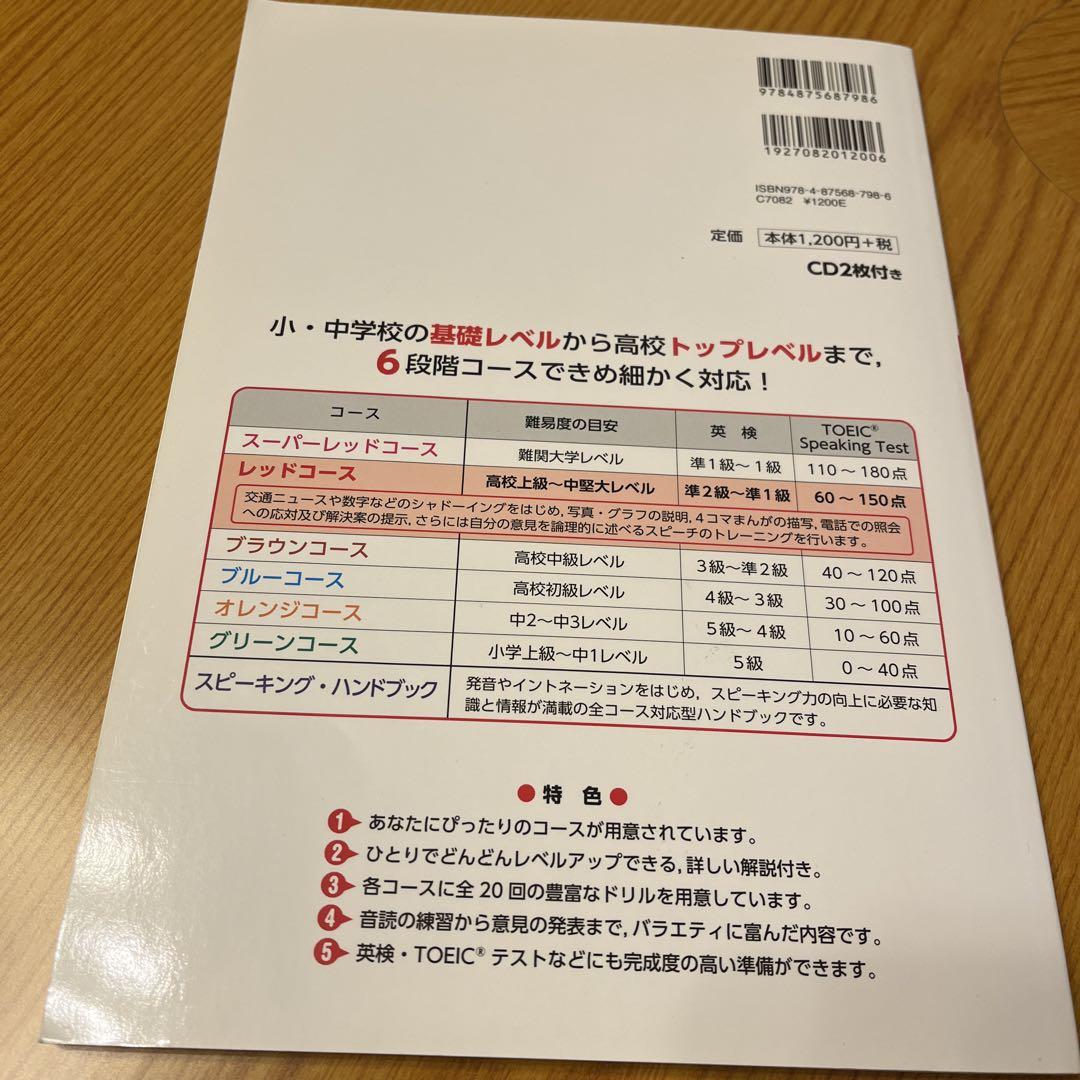 9784875687986
1927082012006
ISBN978-4-87568-798-6
C7082 ¥1200E
定価 本体1,200円+税
CD2枚付き
小・中学校の基礎レベルから高校トップレベルまで,
6段階コースできめ細かく対応!
コース 難易度の目安 英検 TOEIC® Speaking Test
スーパーレッドコース 難関大学レベル 準1級〜1級 110〜180点
レッドコース 高校上級〜中堅大レベル 準2級〜準1級 60〜150点
交通ニュースや数字などのシャドーイングをはじめ,写真・グラフの説明,4コマまんがの描写,電話での照会
への応対及び解決案の提示,さらには自分の意見を論理的に述べるスピーチのトレーニングを行います。
ブラウンコース 高校中級レベル 3級〜準2級 40〜120点
ブルーコース 高校初級レベル 4級〜3級 30〜100点
オレンジコース 中2〜中3レベル 5級〜4級 10〜60点
グリーンコース 小学上級〜中1レベル 5級 0〜40点
スピーキング・ハンドブック 発音やイントネーションをはじめ,スピーキング力の向上に必要な知
識と情報が満載の全コース対応型ハンドブックです。
●特色●
1 あなたにぴったりのコースが用意されています。
2 ひとりでどんどんレベルアップできる,詳しい解説付き。
3 各コースに全20回の豊富なドリルを用意しています。
4 音読の練習から意見の発表まで,バラエティに富んだ内容です。
5 英検・TOEIC®テストなどにも完成度の高い準備ができます。